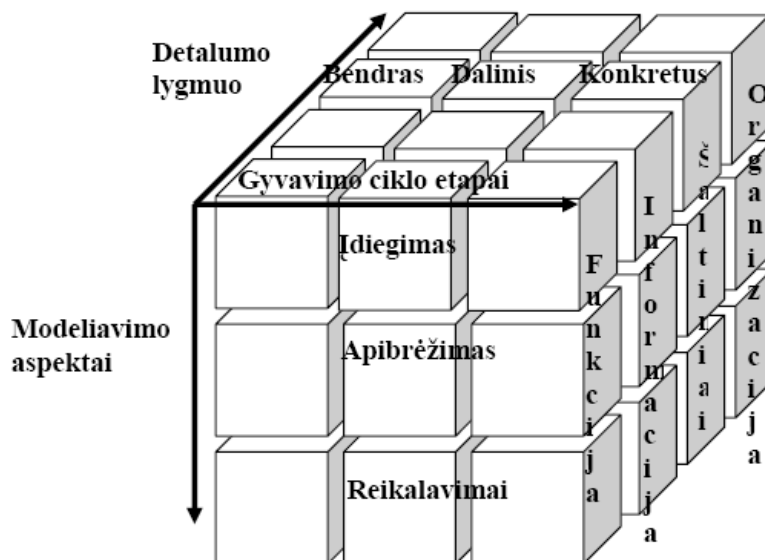 Detalumo
lygmuo
Bendras
Dalinis
Konkretus
Gyvavimo ciklo etapai
Įdiegimas
Modeliavimo
aspektai
Apibrėžimas
Reikalavimai
Funkcija
Informacija
Šaltiniai
Organizacija